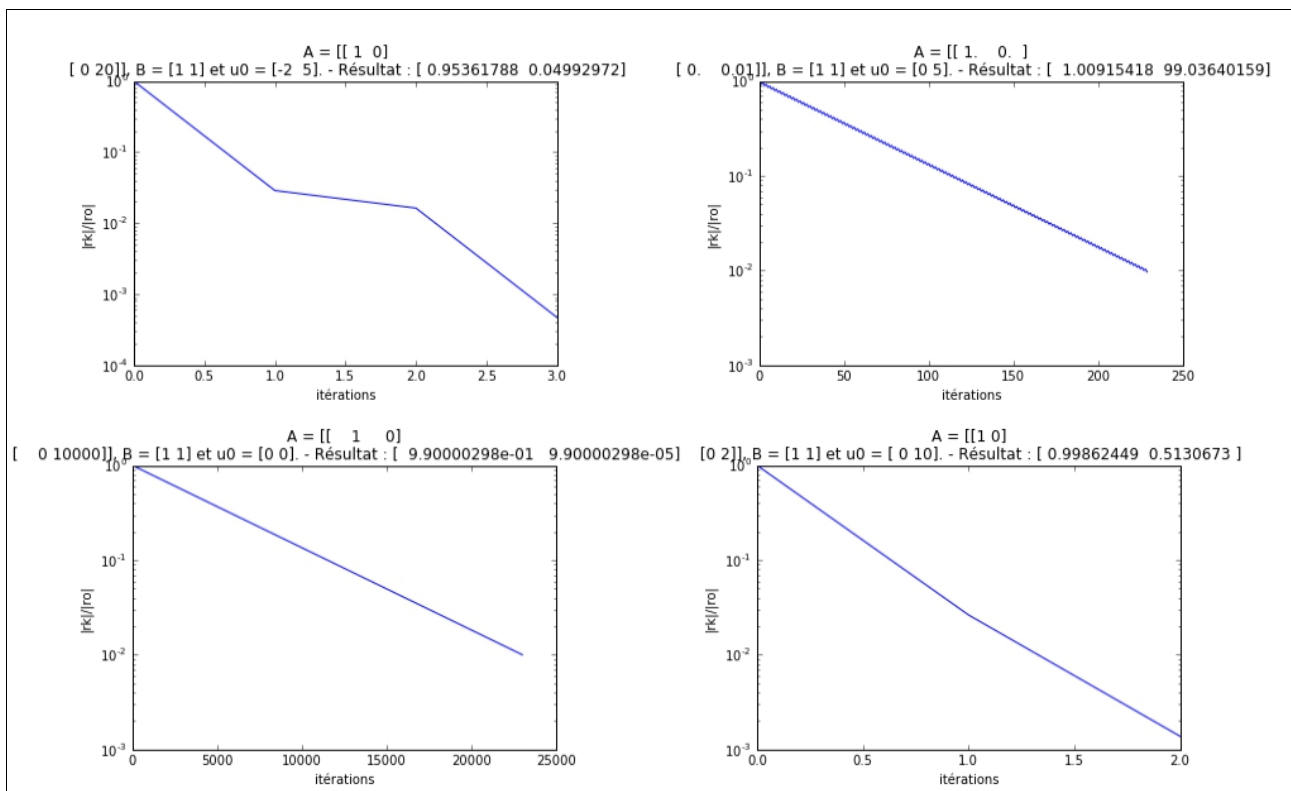 A = [[ 1 0]
[ 0 20]], B = [1 1] et u0 = [-2 5]. - Résultat : [ 0.95361788 0.04992972]
10^0
10^-1
10^-2
10^-3
10^-4
|rk|/|ro|
0.0 0.5 1.0 1.5 2.0 2.5 3.0
itérations
A = [[ 1. 0. ]
[ 0. 0.01]], B = [1 1] et u0 = [0 5]. - Résultat : [ 1.00915418 99.03640159]
10^0
10^-1
10^-2
10^-3
|rk|/|ro|
0 50 100 150 200 250
itérations
A = [[ 1 0]
[ 0 10000]], B = [1 1] et u0 = [0 0]. - Résultat : [ 9.90000298e-01 9.90000298e-05]
10^0
10^-1
10^-2
10^-3
|rk|/|ro|
0 5000 10000 15000 20000 25000
itérations
A = [[1 0]
[0 2]], B = [1 1] et u0 = [ 0 10]. - Résultat : [ 0.99862449 0.5130673 ]
10^0
10^-1
10^-2
10^-3
|rk|/|ro|
0.0 0.5 1.0 1.5 2.0
itérations